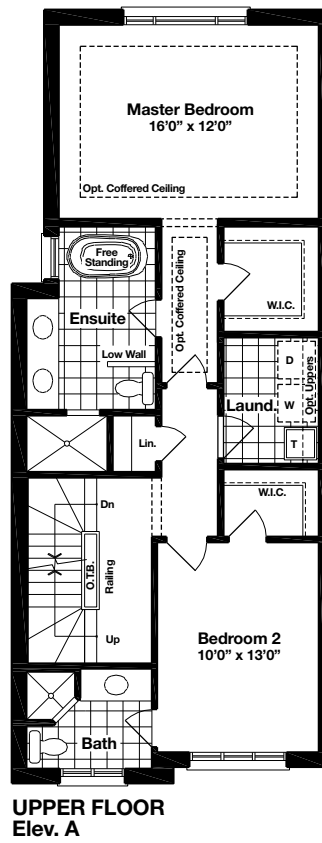 Master Bedroom
16'0" x 12'0"
Opt. Coffered Ceiling
Free
Standing
Ensuite
Low Wall
Opt. Coffered Ceiling
W.I.C.
D
W
T
Opt. Uppers
Laund.
Lin.
W.I.C.
Dn
O.T.B.
Railing
Up
Bedroom 2
10'0" x 13'0"
Bath
UPPER FLOOR
Elev. A